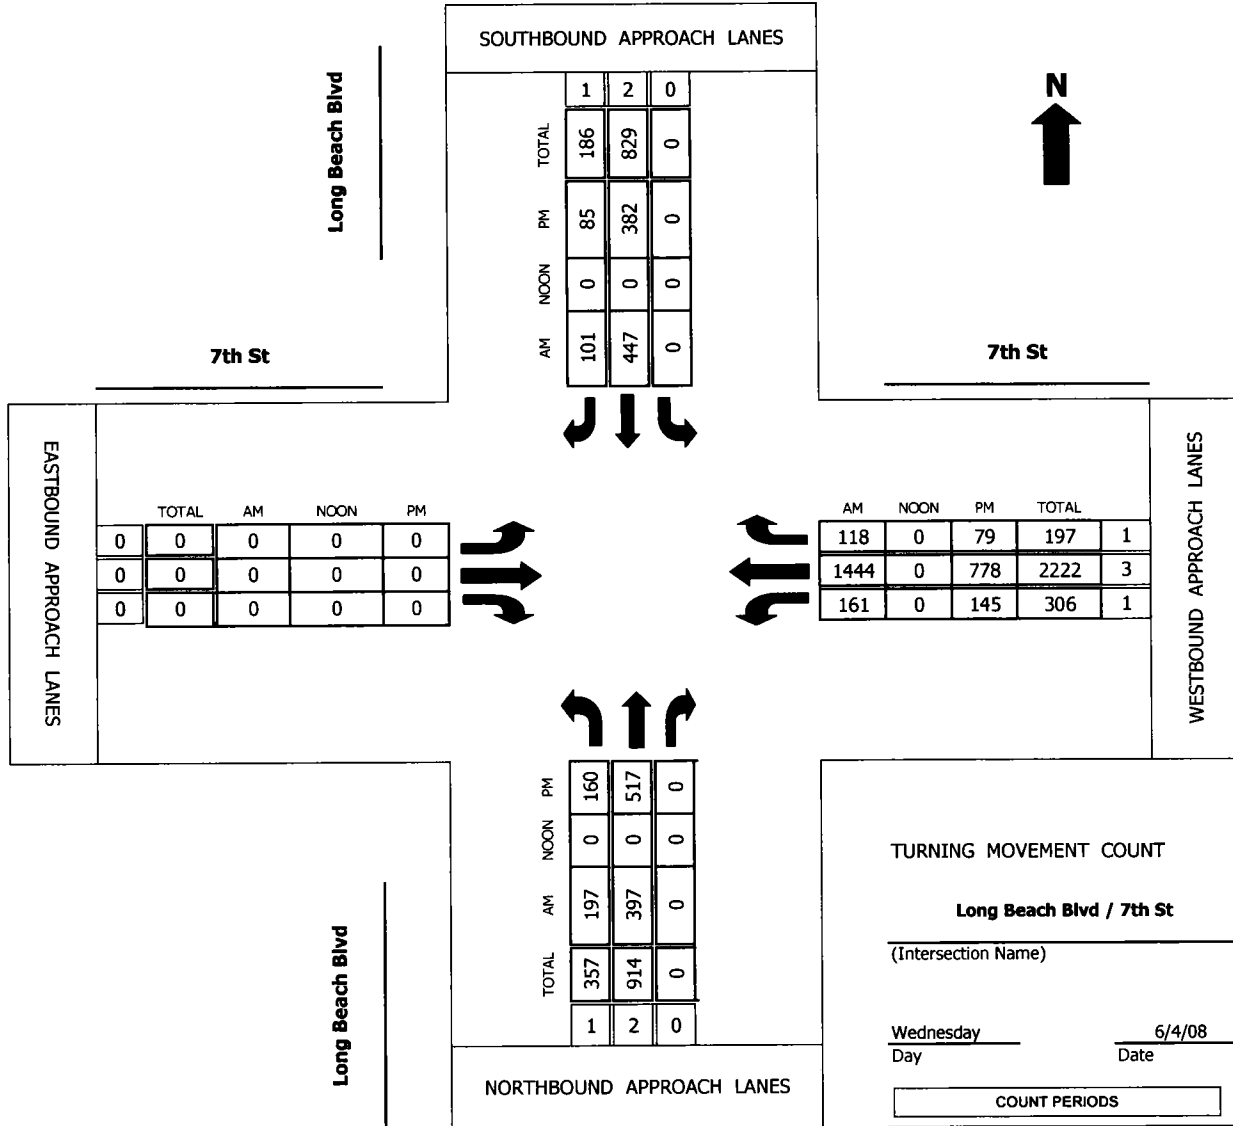 SOUTHBOUND APPROACH LANES
Long Beach Blvd
N
1 2 0
TOTAL 186 829 0
PM 85 382 0
NOON 0 0 0
AM 101 447 0
7th St
7th St
EASTBOUND APPROACH LANES
TOTAL AM NOON PM
0 0 0 0 0
0 0 0 0 0
0 0 0 0 0
AM NOON PM TOTAL
118 0 79 197 1
1444 0 778 2222 3
161 0 145 306 1
WESTBOUND APPROACH LANES
PM 160 517 0
NOON 0 0 0
AM 197 397 0
TOTAL 357 914 0
1 2 0
Long Beach Blvd
NORTHBOUND APPROACH LANES
TURNING MOVEMENT COUNT
Long Beach Blvd / 7th St
(Intersection Name)
Wednesday 6/4/08
Day Date
COUNT PERIODS